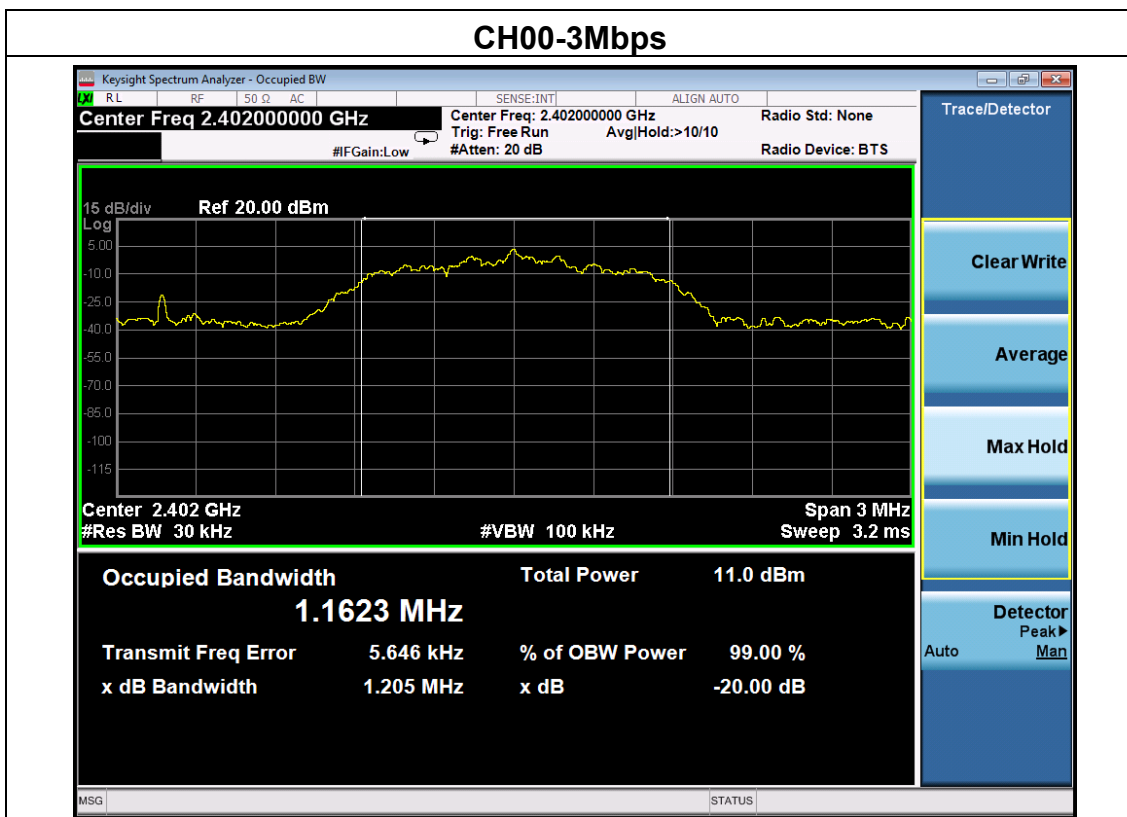 CH00-3Mbps
Keysight Spectrum Analyzer - Occupied BW
LXI RL RF 50 Ω AC SENSE:INT ALIGN AUTO
Center Freq 2.402000000 GHz
Center Freq: 2.402000000 GHz
Radio Std: None
Trig: Free Run Avg|Hold:>10/10
#IFGain:Low #Atten: 20 dB
Radio Device: BTS
15 dB/div Ref 20.00 dBm
Log
5.00
-10.0
-25.0
-40.0
-55.0
-70.0
-85.0
-100
-115
Center 2.402 GHz Span 3 MHz
#Res BW 30 kHz #VBW 100 kHz Sweep 3.2 ms
Occupied Bandwidth Total Power 11.0 dBm
1.1623 MHz
Transmit Freq Error 5.646 kHz % of OBW Power 99.00 %
x dB Bandwidth 1.205 MHz x dB -20.00 dB
MSG STATUS
Trace/Detector
Clear Write
Average
Max Hold
Min Hold
Detector
Peak▶
Auto Man